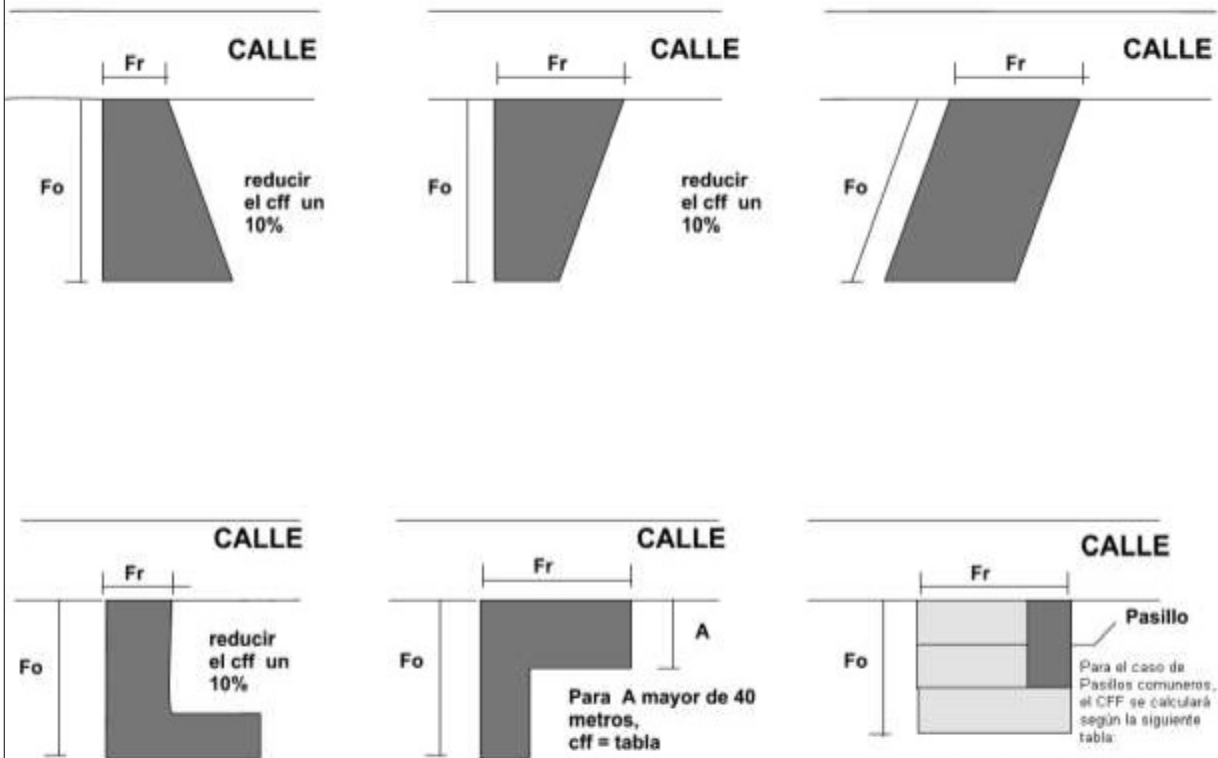 CALLE
Fr
Fo
reducir
el cff un
10%
CALLE
Fr
Fo
reducir
el cff un
10%
CALLE
Fr
Fo
CALLE
Fr
Fo
reducir
el cff un
10%
CALLE
Fr
Fo
A
Para A mayor de 40
metros,
cff = tabla
CALLE
Fr
Fo
Pasillo
Para el caso de
Pasillos comuneros,
el CFF se calculará
según la siguiente
tabla: